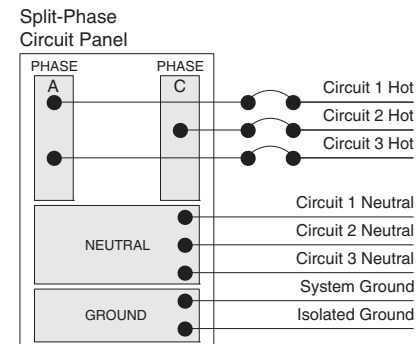 Split-Phase
Circuit Panel
PHASE PHASE
A C
Circuit 1 Hot
Circuit 2 Hot
Circuit 3 Hot
Circuit 1 Neutral
NEUTRAL Circuit 2 Neutral
Circuit 3 Neutral
System Ground
GROUND Isolated Ground